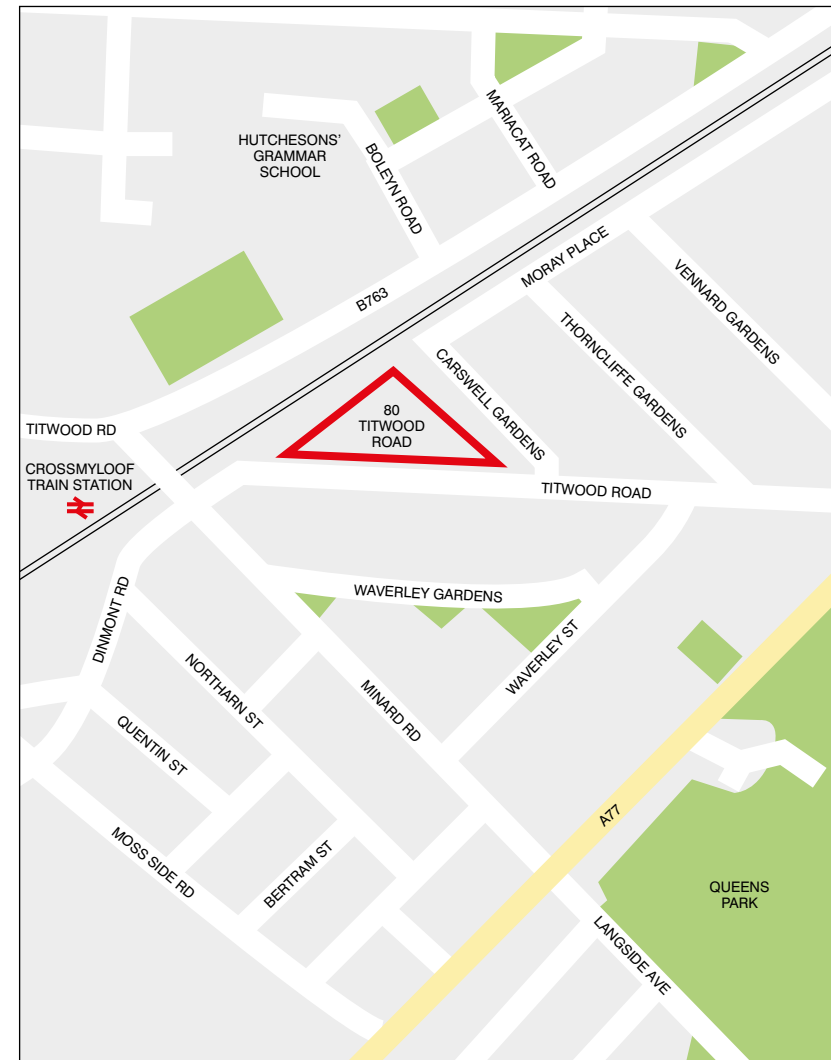 MARIACAT ROAD
HUTCHESONS'
GRAMMAR
SCHOOL
BOLEYN ROAD
MORAY PLACE
VENNARD GARDENS
B763
THORNCLIFFE GARDENS
CARSWELL GARDENS
80
TITWOOD
ROAD
TITWOOD RD
CROSSMYLOOF
TRAIN STATION
TITWOOD ROAD
WAVERLEY GARDENS
DINMONT RD
WAVERLEY ST
NORTHARN ST
MINARD RD
QUENTIN ST
A77
MOSS SIDE RD
BERTRAM ST
QUEENS
PARK
LANGSIDE AVE